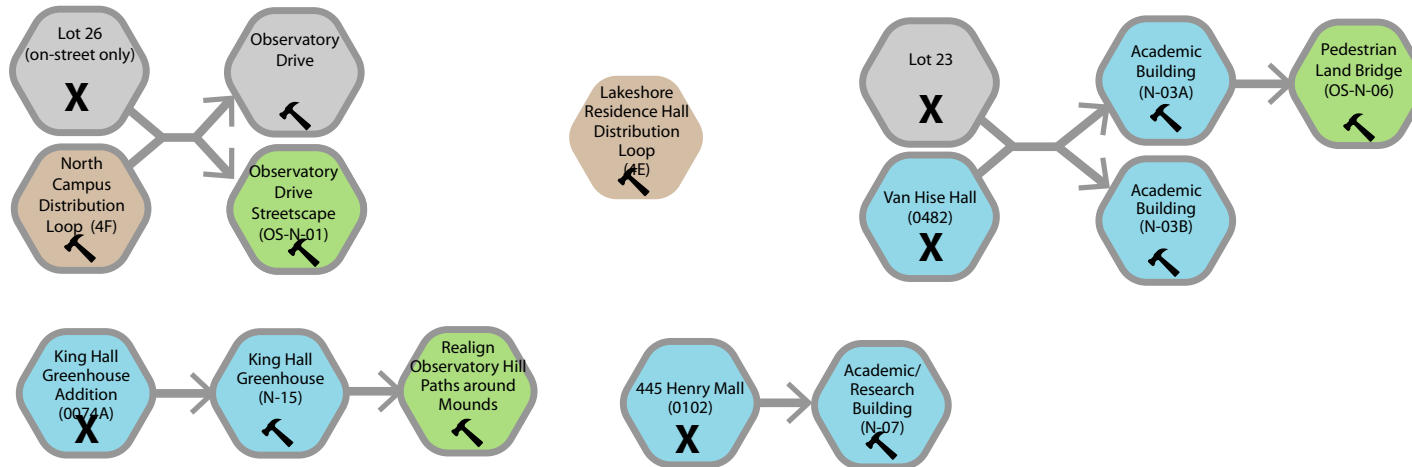 Lot 26
(on-street only)
X
Observatory
Drive
North
Campus
Distribution
Loop (4F)
Observatory
Drive
Streetscape
(OS-N-01)
Lakeshore
Residence Hall
Distribution
Loop
(4E)
Lot 23
X
Van Hise Hall
(0482)
X
Academic
Building
(N-03A)
Pedestrian
Land Bridge
(OS-N-06)
Academic
Building
(N-03B)
King Hall
Greenhouse
Addition
(0074A)
X
King Hall
Greenhouse
(N-15)
Realign
Observatory Hill
Paths around
Mounds
445 Henry Mall
(0102)
X
Academic/
Research
Building
(N-07)